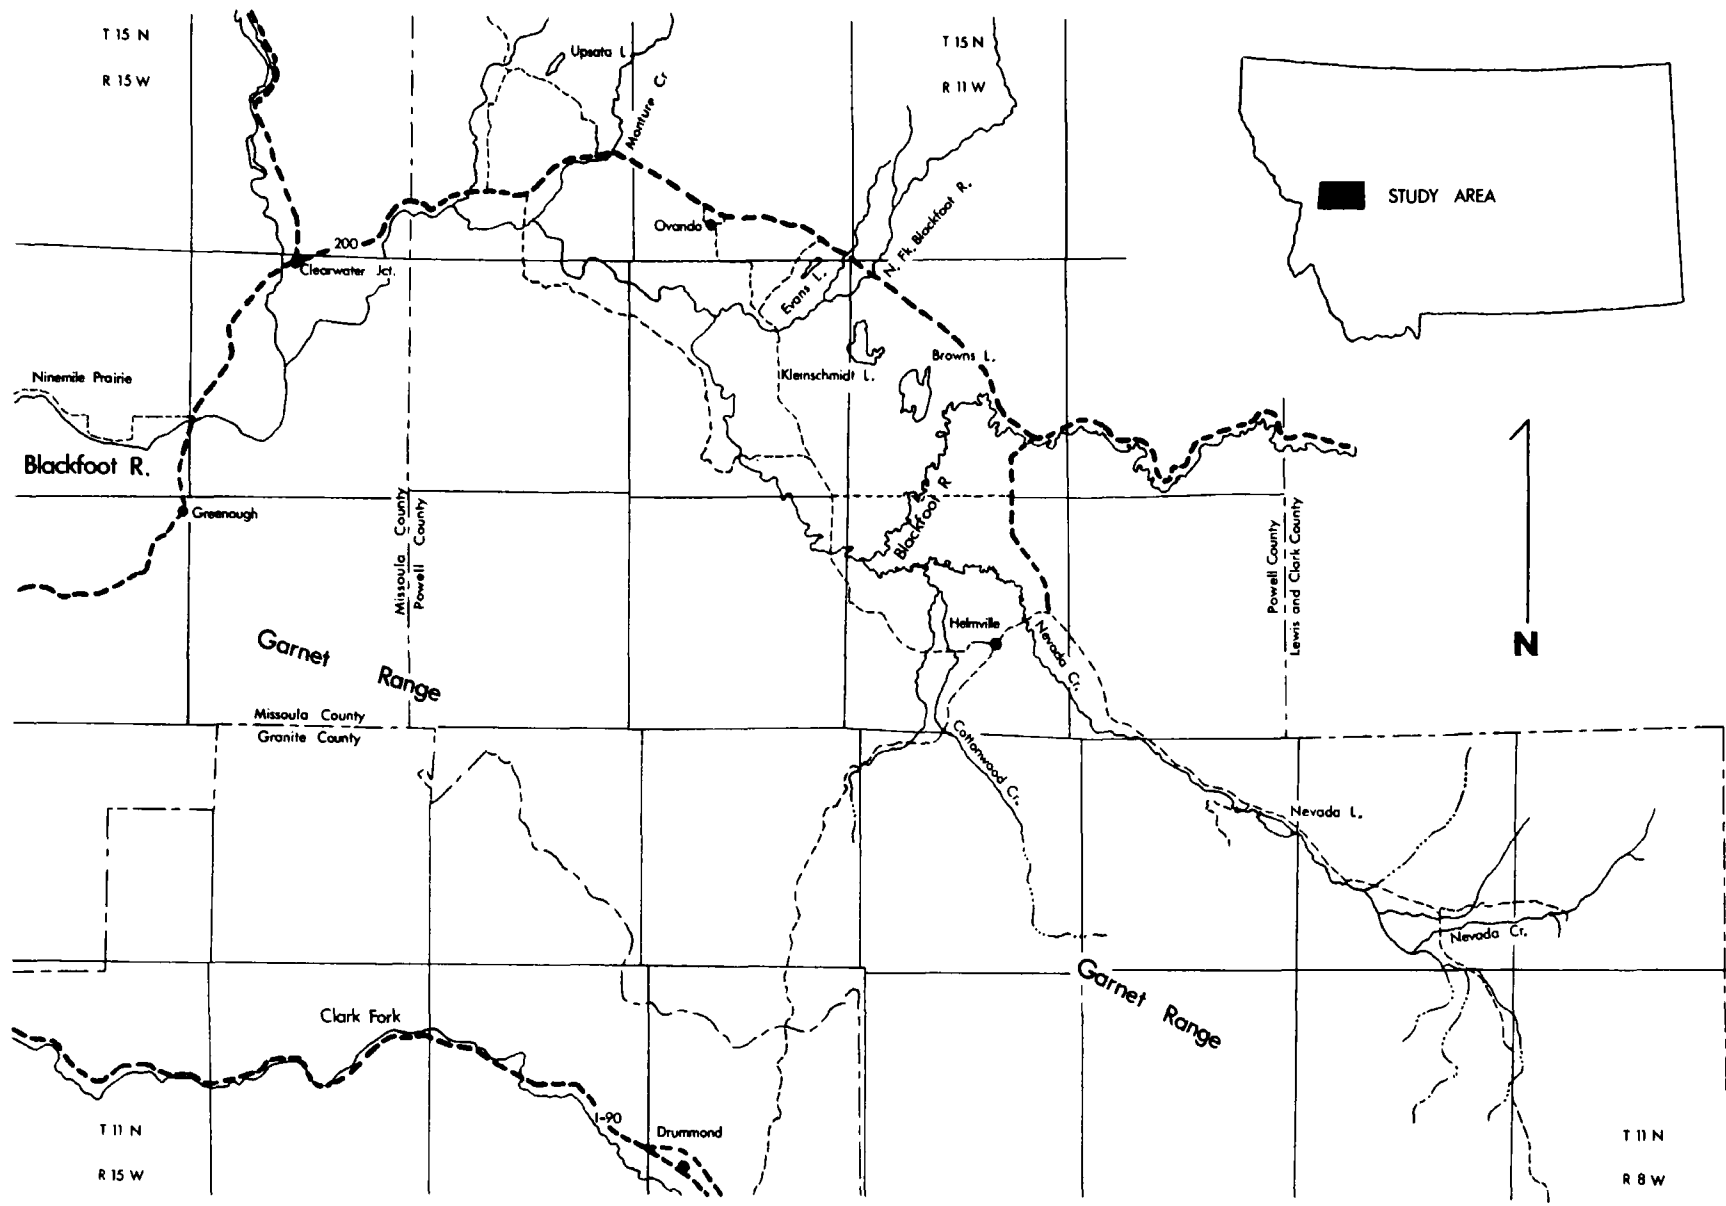 T 15 N
R 15 W
Upsata L
Monture Cr
T 15 N
R 11 W
STUDY AREA
N. Fk. Blackfoot R.
Ovando
200
Clearwater Jct.
Evans L.
Browns L.
Kleinschmidt L.
Ninemile Prairie
Blackfoot R.
Greenough
Blackfoot R
Missoula County
Powell County
Powell County
Lewis and Clark County
Helmville
Nevada Cr.
N
Garnet Range
Missoula County
Granite County
Cottonwood Cr.
Nevada L.
Nevada Cr.
Garnet Range
Clark Fork
I-90
Drummond
T 11 N
R 15 W
T 11 N
R 8 W